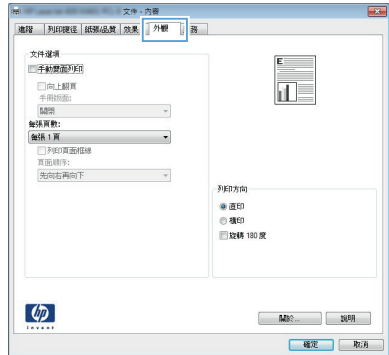 文件 - 內容
進階 列印捷徑 紙張/品質 效果 外觀 務
文件選項
手動雙面列印
向上翻頁
手冊版面:
關閉
每張頁數:
每張 1 頁
列印頁面框線
頁面順序:
先向右再向下
E
列印方向
直印
橫印
旋轉 180 度
hp
invent
關於...
說明
確定
取消